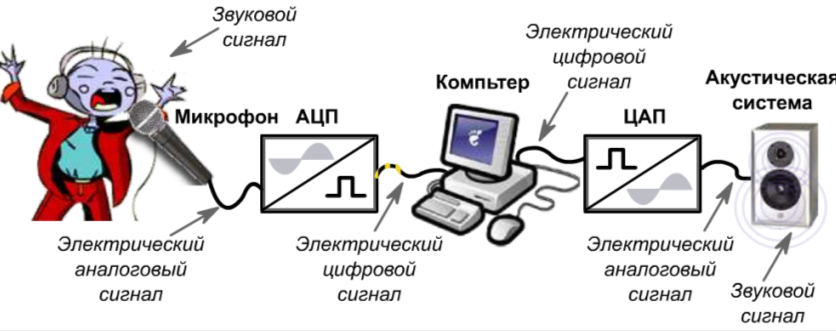 Звуковой
сигнал
Микрофон
АЦП
Компьтер
Электрический
цифровой
сигнал
ЦАП
Акустическая
система
Электрический
аналоговый
сигнал
Электрический
цифровой
сигнал
Электрический
аналоговый
сигнал
Звуковой
сигнал